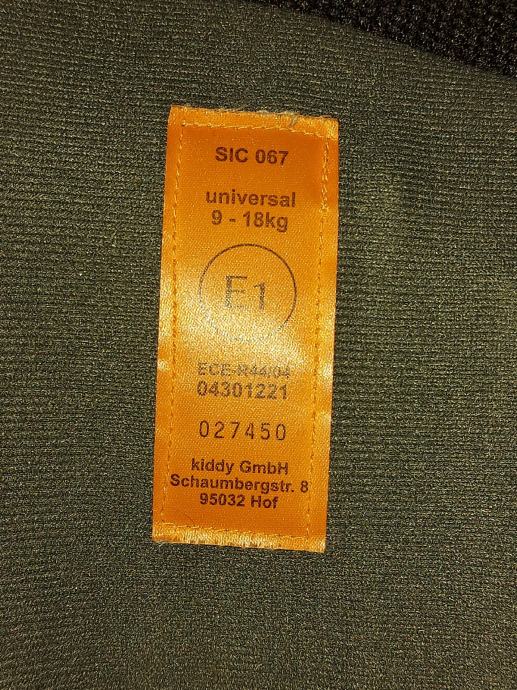 SIC 067
universal
9 - 18kg
E1
ECE-R44/04
04301221
027450
kiddy GmbH
Schaumbergstr. 8
95032 Hof